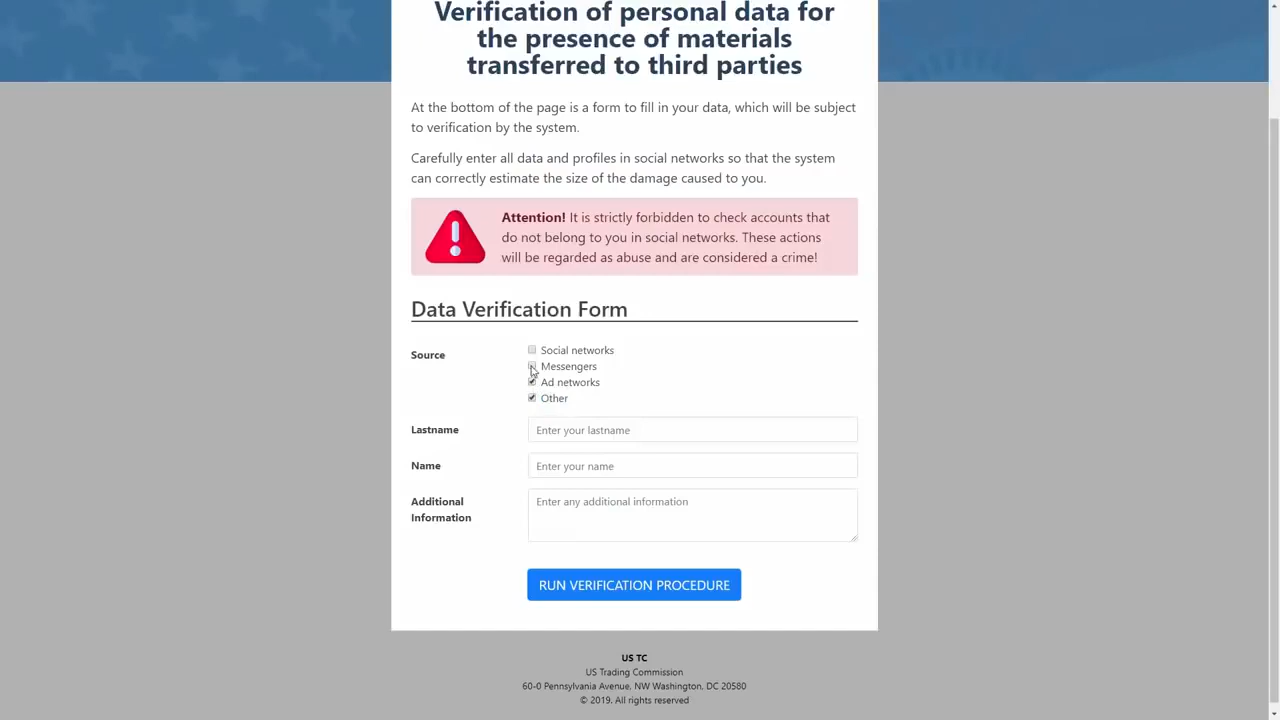 Verification of personal data for
the presence of materials
transferred to third parties
At the bottom of the page is a form to fill in your data, which will be subject
to verification by the system.
Carefully enter all data and profiles in social networks so that the system
can correctly estimate the size of the damage caused to you.
Attention! It is strictly forbidden to check accounts that
do not belong to you in social networks. These actions
will be regarded as abuse and are considered a crime!
Data Verification Form
Source
Social networks
Messengers
Ad networks
Other
Lastname
Enter your lastname
Name
Enter your name
Additional
Information
Enter any additional information
RUN VERIFICATION PROCEDURE
US TC
US Trading Commission
60-0 Pennsylvania Avenue, NW Washington, DC 20580
© 2019. All rights reserved